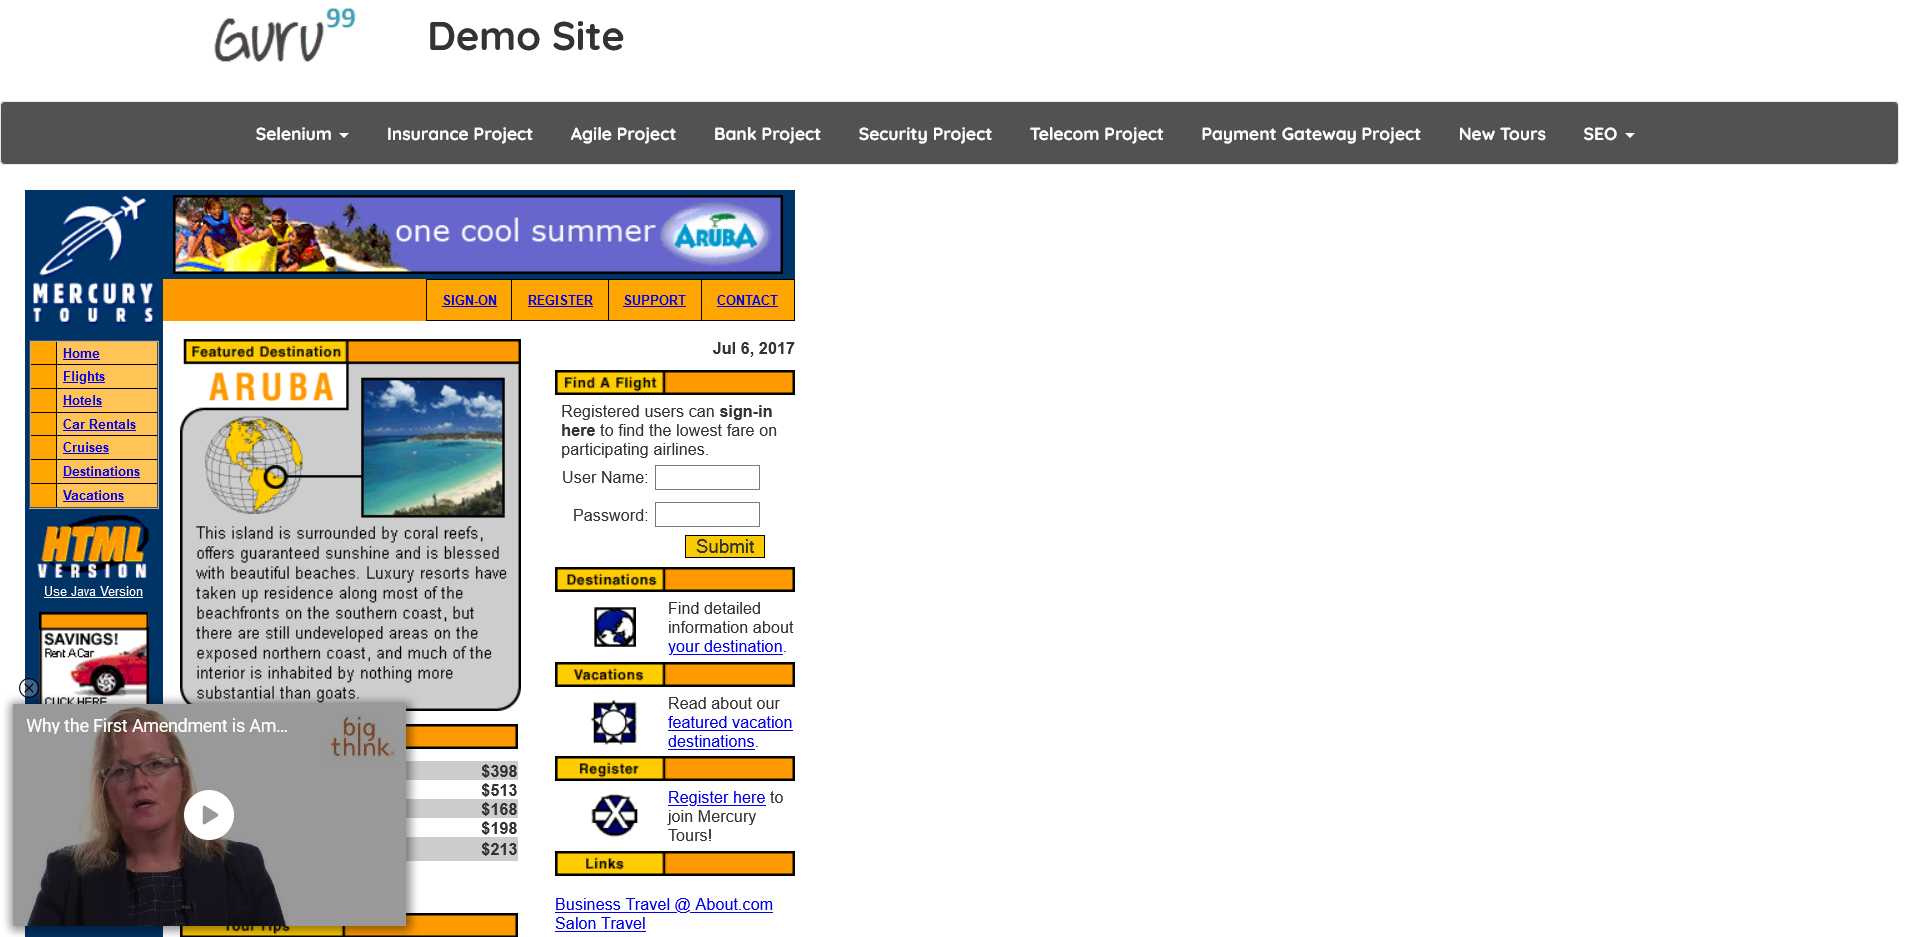 Guru99
Demo Site
Selenium
Insurance Project
Agile Project
Bank Project
Security Project
Telecom Project
Payment Gateway Project
New Tours
SEO
one cool summer
ARUBA
MERCURY
TOURS
SIGN-ON
REGISTER
SUPPORT
CONTACT
Home
Flights
Hotels
Car Rentals
Cruises
Destinations
Vacations
HTML
VERSION
Use Java Version
SAVINGS!
Rent A Car
CLICK HERE
Featured Destination
ARUBA
This island is surrounded by coral reefs,
offers guaranteed sunshine and is blessed
with beautiful beaches. Luxury resorts have
taken up residence along most of the
beachfronts on the southern coast, but
there are still undeveloped areas on the
exposed northern coast, and much of the
interior is inhabited by nothing more
substantial than goats.
Why the First Amendment is Am...
big
think
$398
$513
$168
$198
$213
Your Tips
Jul 6, 2017
Find A Flight
Registered users can sign-in
here to find the lowest fare on
participating airlines.
User Name:
Password:
Submit
Destinations
Find detailed
information about
your destination.
Vacations
Read about our
featured vacation
destinations.
Register
Register here to
join Mercury
Tours!
Links
Business Travel @ About.com
Salon Travel